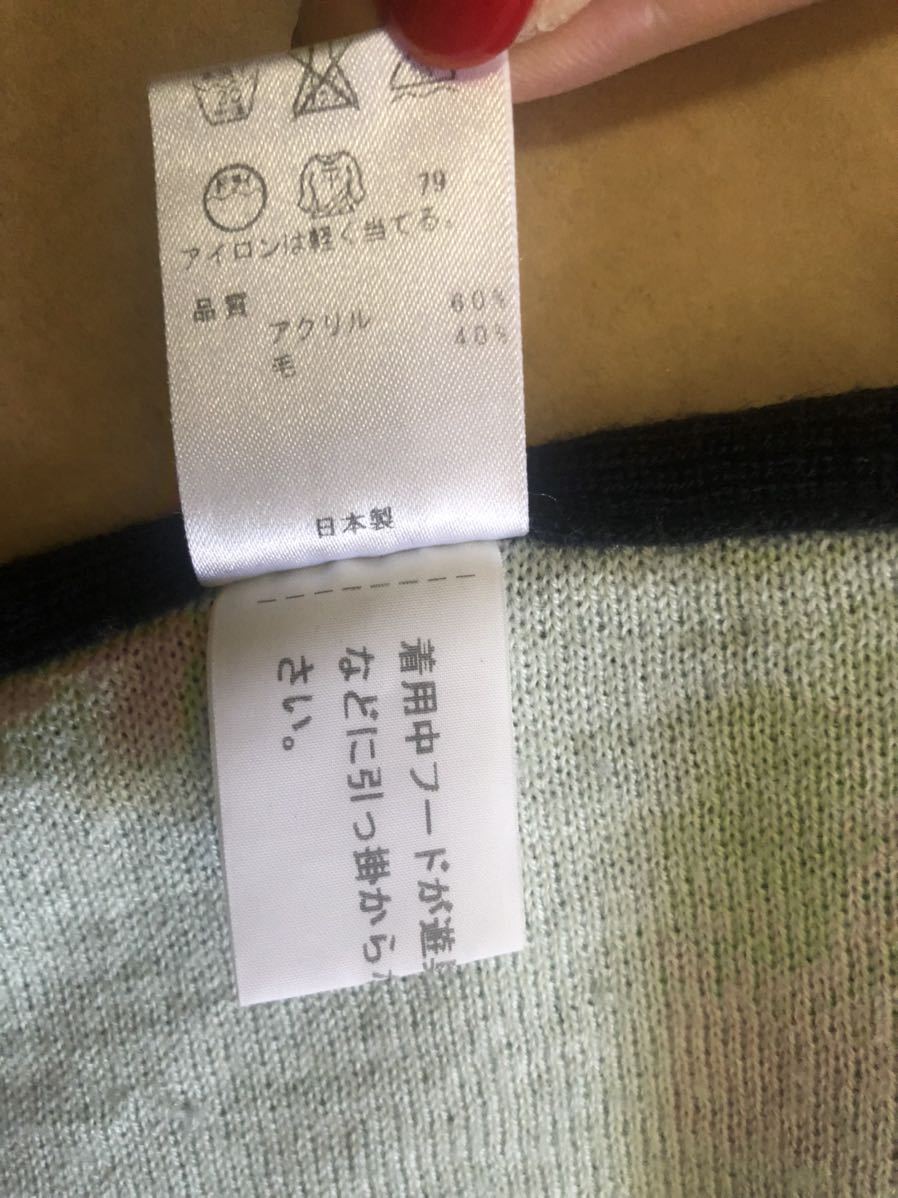 ドライ
79
アイロンは軽く当てる。
品質
アクリル 60%
毛 40%
日本製
着用中フードが遊
などに引っ掛から
さい。